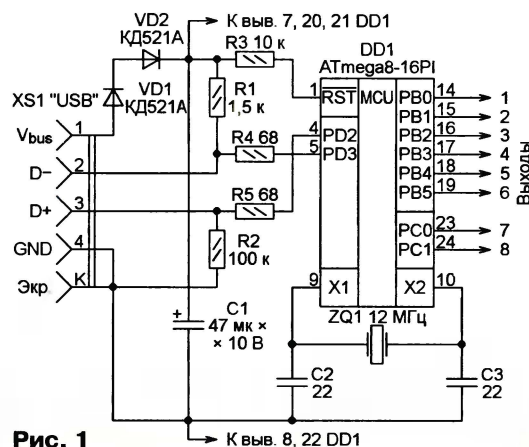 К выв. 7, 20, 21 DD1
VD2
КД521А
R3 10 к
DD1
ATmega8-16PI
XS1 "USB"
VD1
КД521А
R1
1,5 к
1
RST
MCU
PB0
14
1
PB1
15
2
Vbus
1
R4 68
4
PD2
PB2
16
3
5
PD3
PB3
17
4
D−
2
PB4
18
5
R5 68
PB5
19
6
D+
3
Выходы
GND
4
R2
100 к
PC0
23
7
PC1
24
8
Экр.
K
9
X1
X2
10
C1
47 мк ×
× 10 В
+
ZQ1 12 МГц
C2
22
C3
22
Рис. 1
К выв. 8, 22 DD1